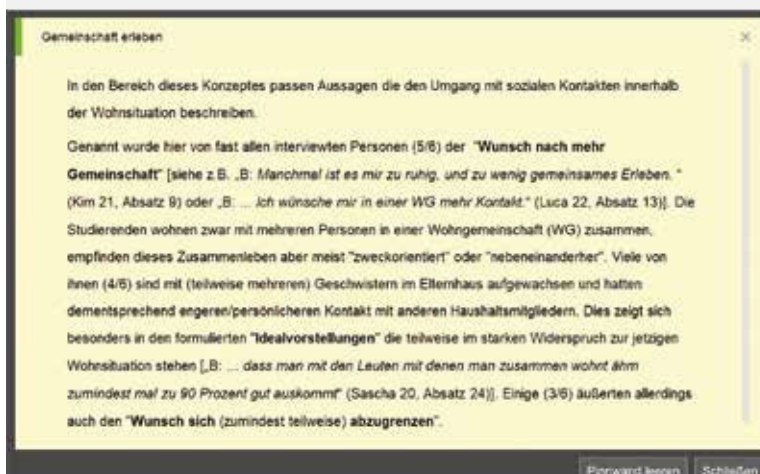 Gemeinschaft erleben
In den Bereich dieses Konzeptes passen Aussagen die den Umgang mit sozialen Kontakten innerhalb
der Wohnsituation beschreiben.
Genannt wurde hier von fast allen interviewten Personen (5/6) der "Wunsch nach mehr
Gemeinschaft" [siehe z.B. „B: Manchmal ist es mir zu ruhig, und zu wenig gemeinsames Erleben. "
(Kim 21, Absatz 9) oder „B: ... Ich wünsche mir in einer WG mehr Kontakt." (Luca 22, Absatz 13)]. Die
Studierenden wohnen zwar mit mehreren Personen in einer Wohngemeinschaft (WG) zusammen,
empfinden dieses Zusammenleben aber meist "zweckorientiert" oder "nebeneinanderher". Viele von
ihnen (4/6) sind mit (teilweise mehreren) Geschwistern im Elternhaus aufgewachsen und hatten
dementsprechend engeren/persönlicheren Kontakt mit anderen Haushaltsmitgliedern. Dies zeigt sich
besonders in den formulierten "Idealvorstellungen" die teilweise im starken Widerspruch zur jetzigen
Wohnsituation stehen [„B: ... dass man mit den Leuten mit denen man zusammen wohnt ähm
zumindest mal zu 90 Prozent gut auskommt" (Sascha 20, Absatz 24)]. Einige (3/6) äußerten allerdings
auch den "Wunsch sich (zumindest teilweise) abzugrenzen".
Pinnwand leeren Schließen